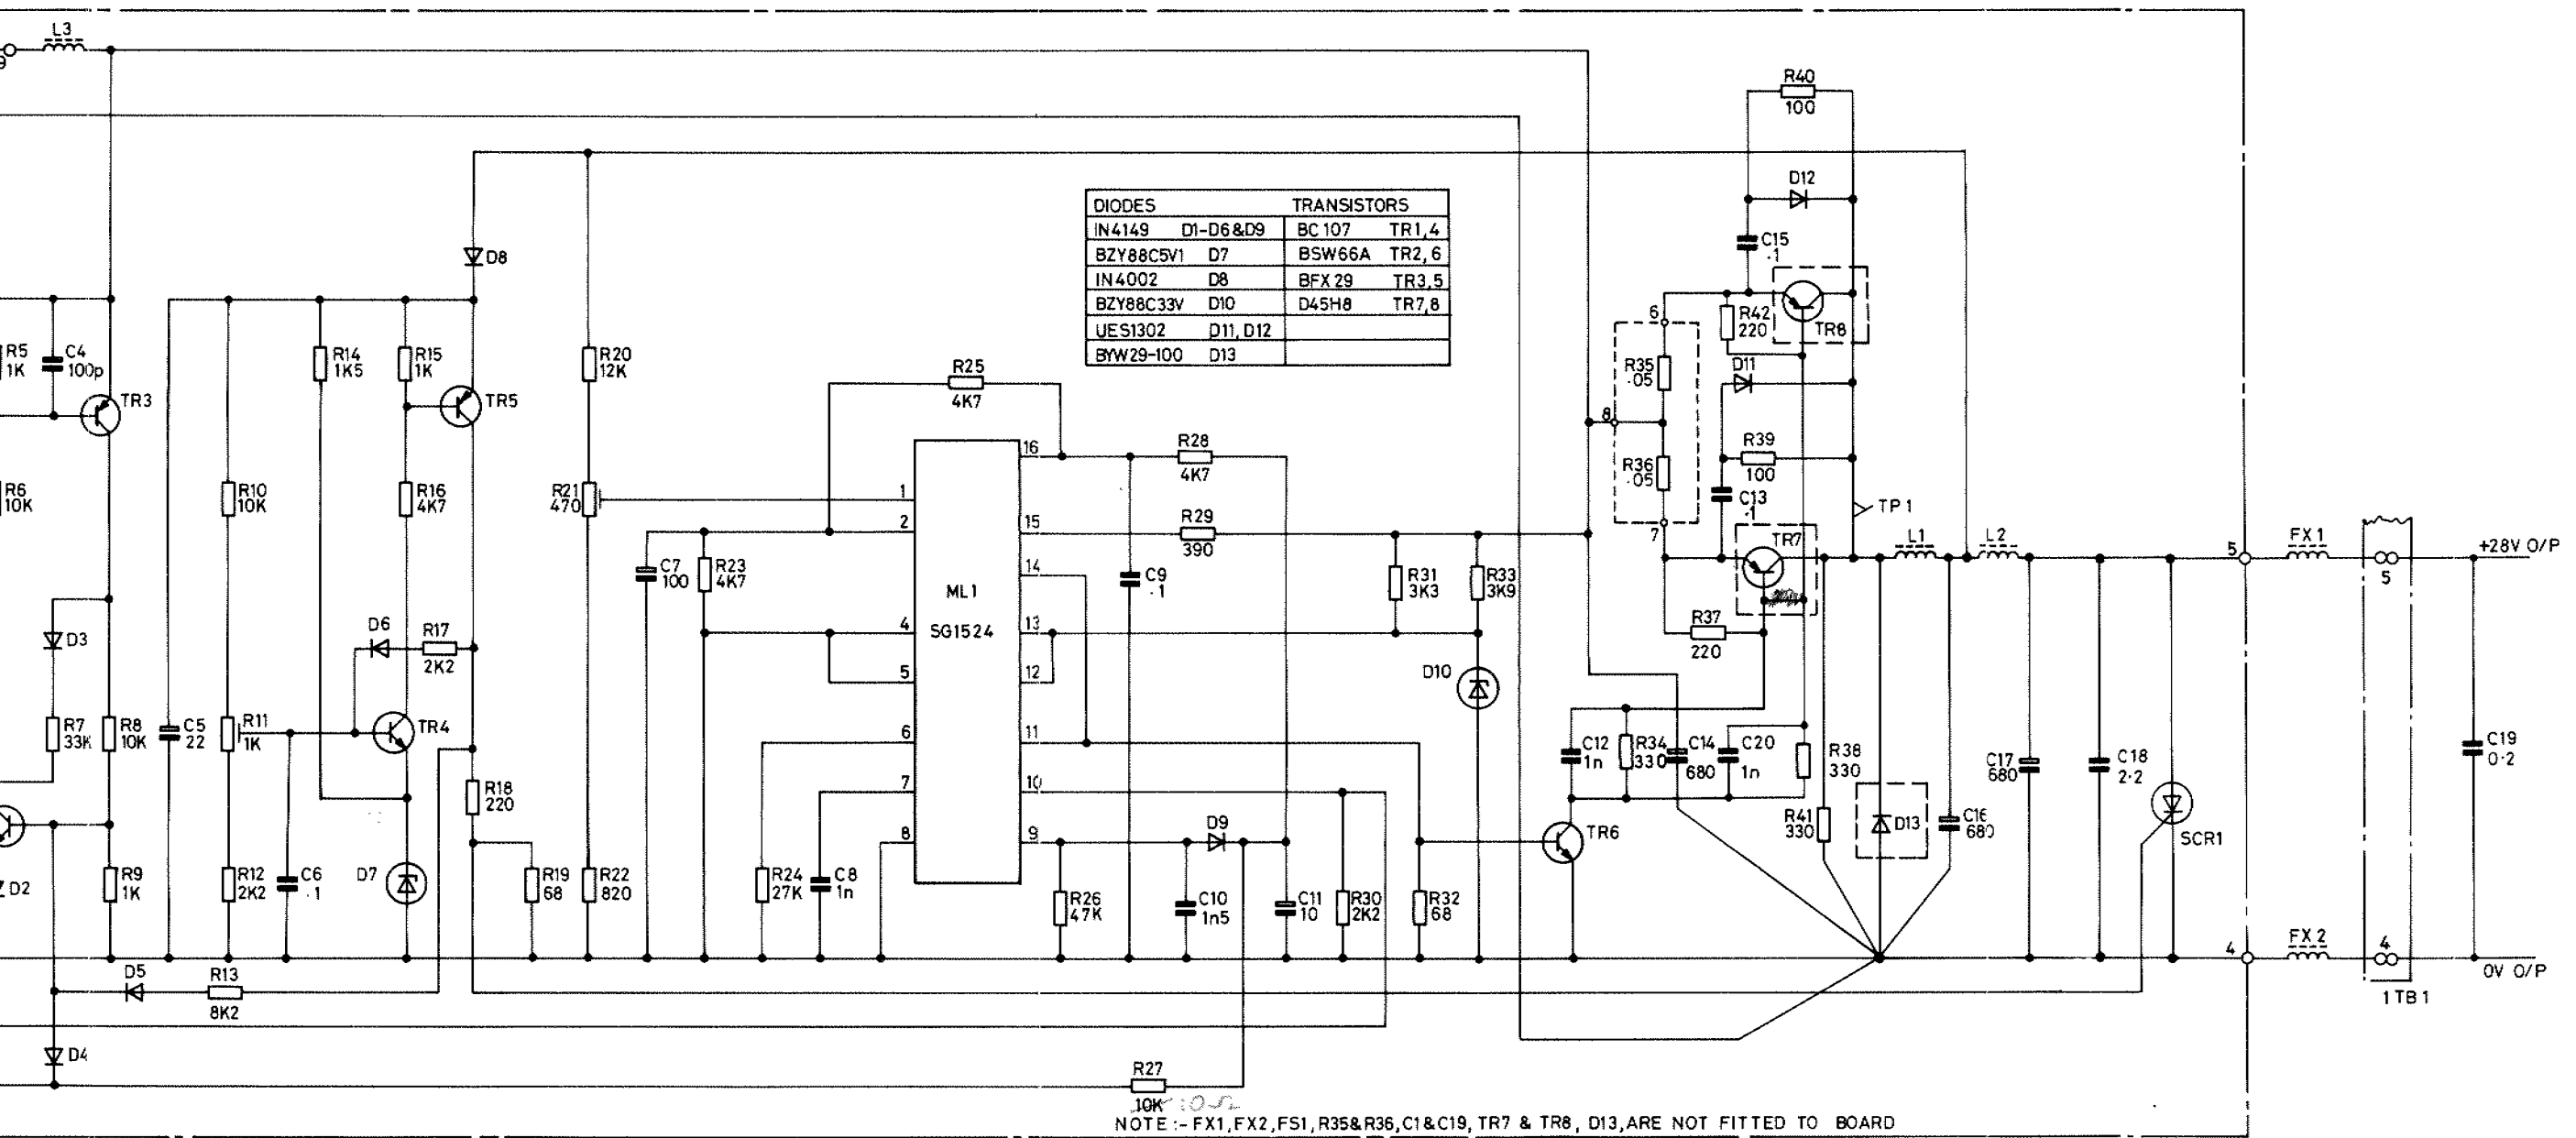 L3
9
R40
100
D12
DIODES TRANSISTORS
IN4149 D1-D6&D9 BC107 TR1,4
BZY88C5V1 D7 BSW66A TR2,6
IN4002 D8 BFX29 TR3,5
BZY88C33V D10 D45H8 TR7,8
UES1302 D11,D12
BYW29-100 D13
D8
C15
.1
6
R42
220
TR8
R5
1K
C4
100p
R14
1K5
R15
1K
R20
12K
R25
4K7
R35
.05
D11
TR3
TR5
8
R39
100
16
R28
4K7
R36
.05
R6
10K
R10
10K
R16
4K7
R21
470
1
C13
.1
TP1
2
15
R29
390
7
TR7
L1
L2
5
FX1
+28V O/P
C7
100
R23
4K7
14
C9
.1
R31
3K3
R33
3K9
5
ML1
SG1524
4
13
D3
D6
R17
2K2
R37
220
5
12
D10
R7
33K
R8
10K
C5
22
R11
1K
TR4
6
11
C12
1n
R34
330
C14
680
C20
1n
R38
330
C17
680
C18
2.2
C19
0.2
R18
220
7
10
R41
330
D13
C16
680
8
9
D9
TR6
SCR1
D2
R9
1K
R12
2K2
C6
.1
D7
R19
68
R22
820
R24
27K
C8
1n
R26
47K
C10
1n5
C11
10
R30
2K2
R32
68
4
FX2
4
0V O/P
D5
R13
8K2
1TB1
D4
R27
10K
NOTE :- FX1,FX2,FS1,R35&R36,C1&C19, TR7 & TR8, D13,ARE NOT FITTED TO BOARD